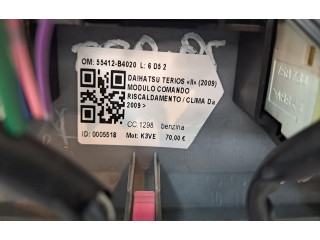 OM: 55412-B4020 L: 6 D5 2
DAIHATSU TERIOS «II» (2009)
MODULO COMANDO
RISCALDAMENTO / CLIMA Da
2009 >
CC 1298 benzina
ID: 0005518 Mot: K3VE 70,00 €